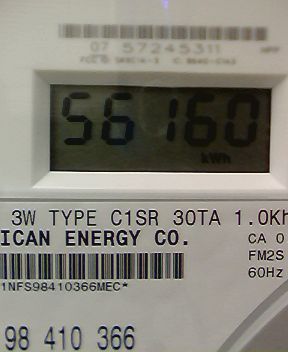 07 57245311
56160
kWh
3W TYPE C1SR 30TA 1.0Kh
ICAN ENERGY CO.
CA 0
FM2S
60Hz
1NFS98410366MEC*
98 410 366